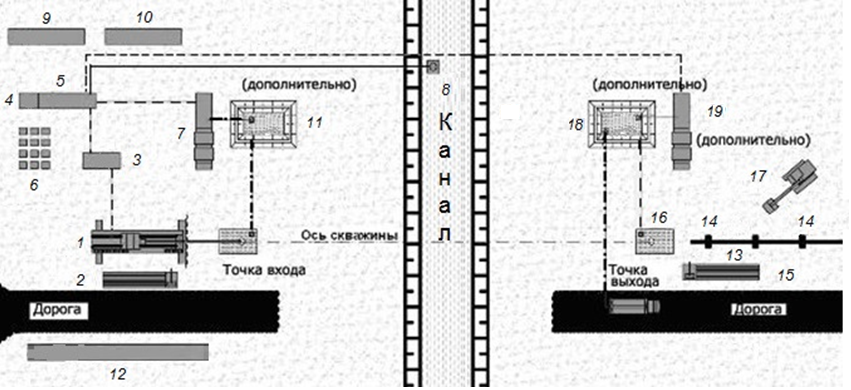 9
10
(дополнительно)
(дополнительно)
4
5
7
11
8
Канал
18
19
(дополнительно)
3
6
17
1
Ось скважины
16
14
14
Точка входа
2
Точка
выхода
13
15
Дорога
Дорога
12